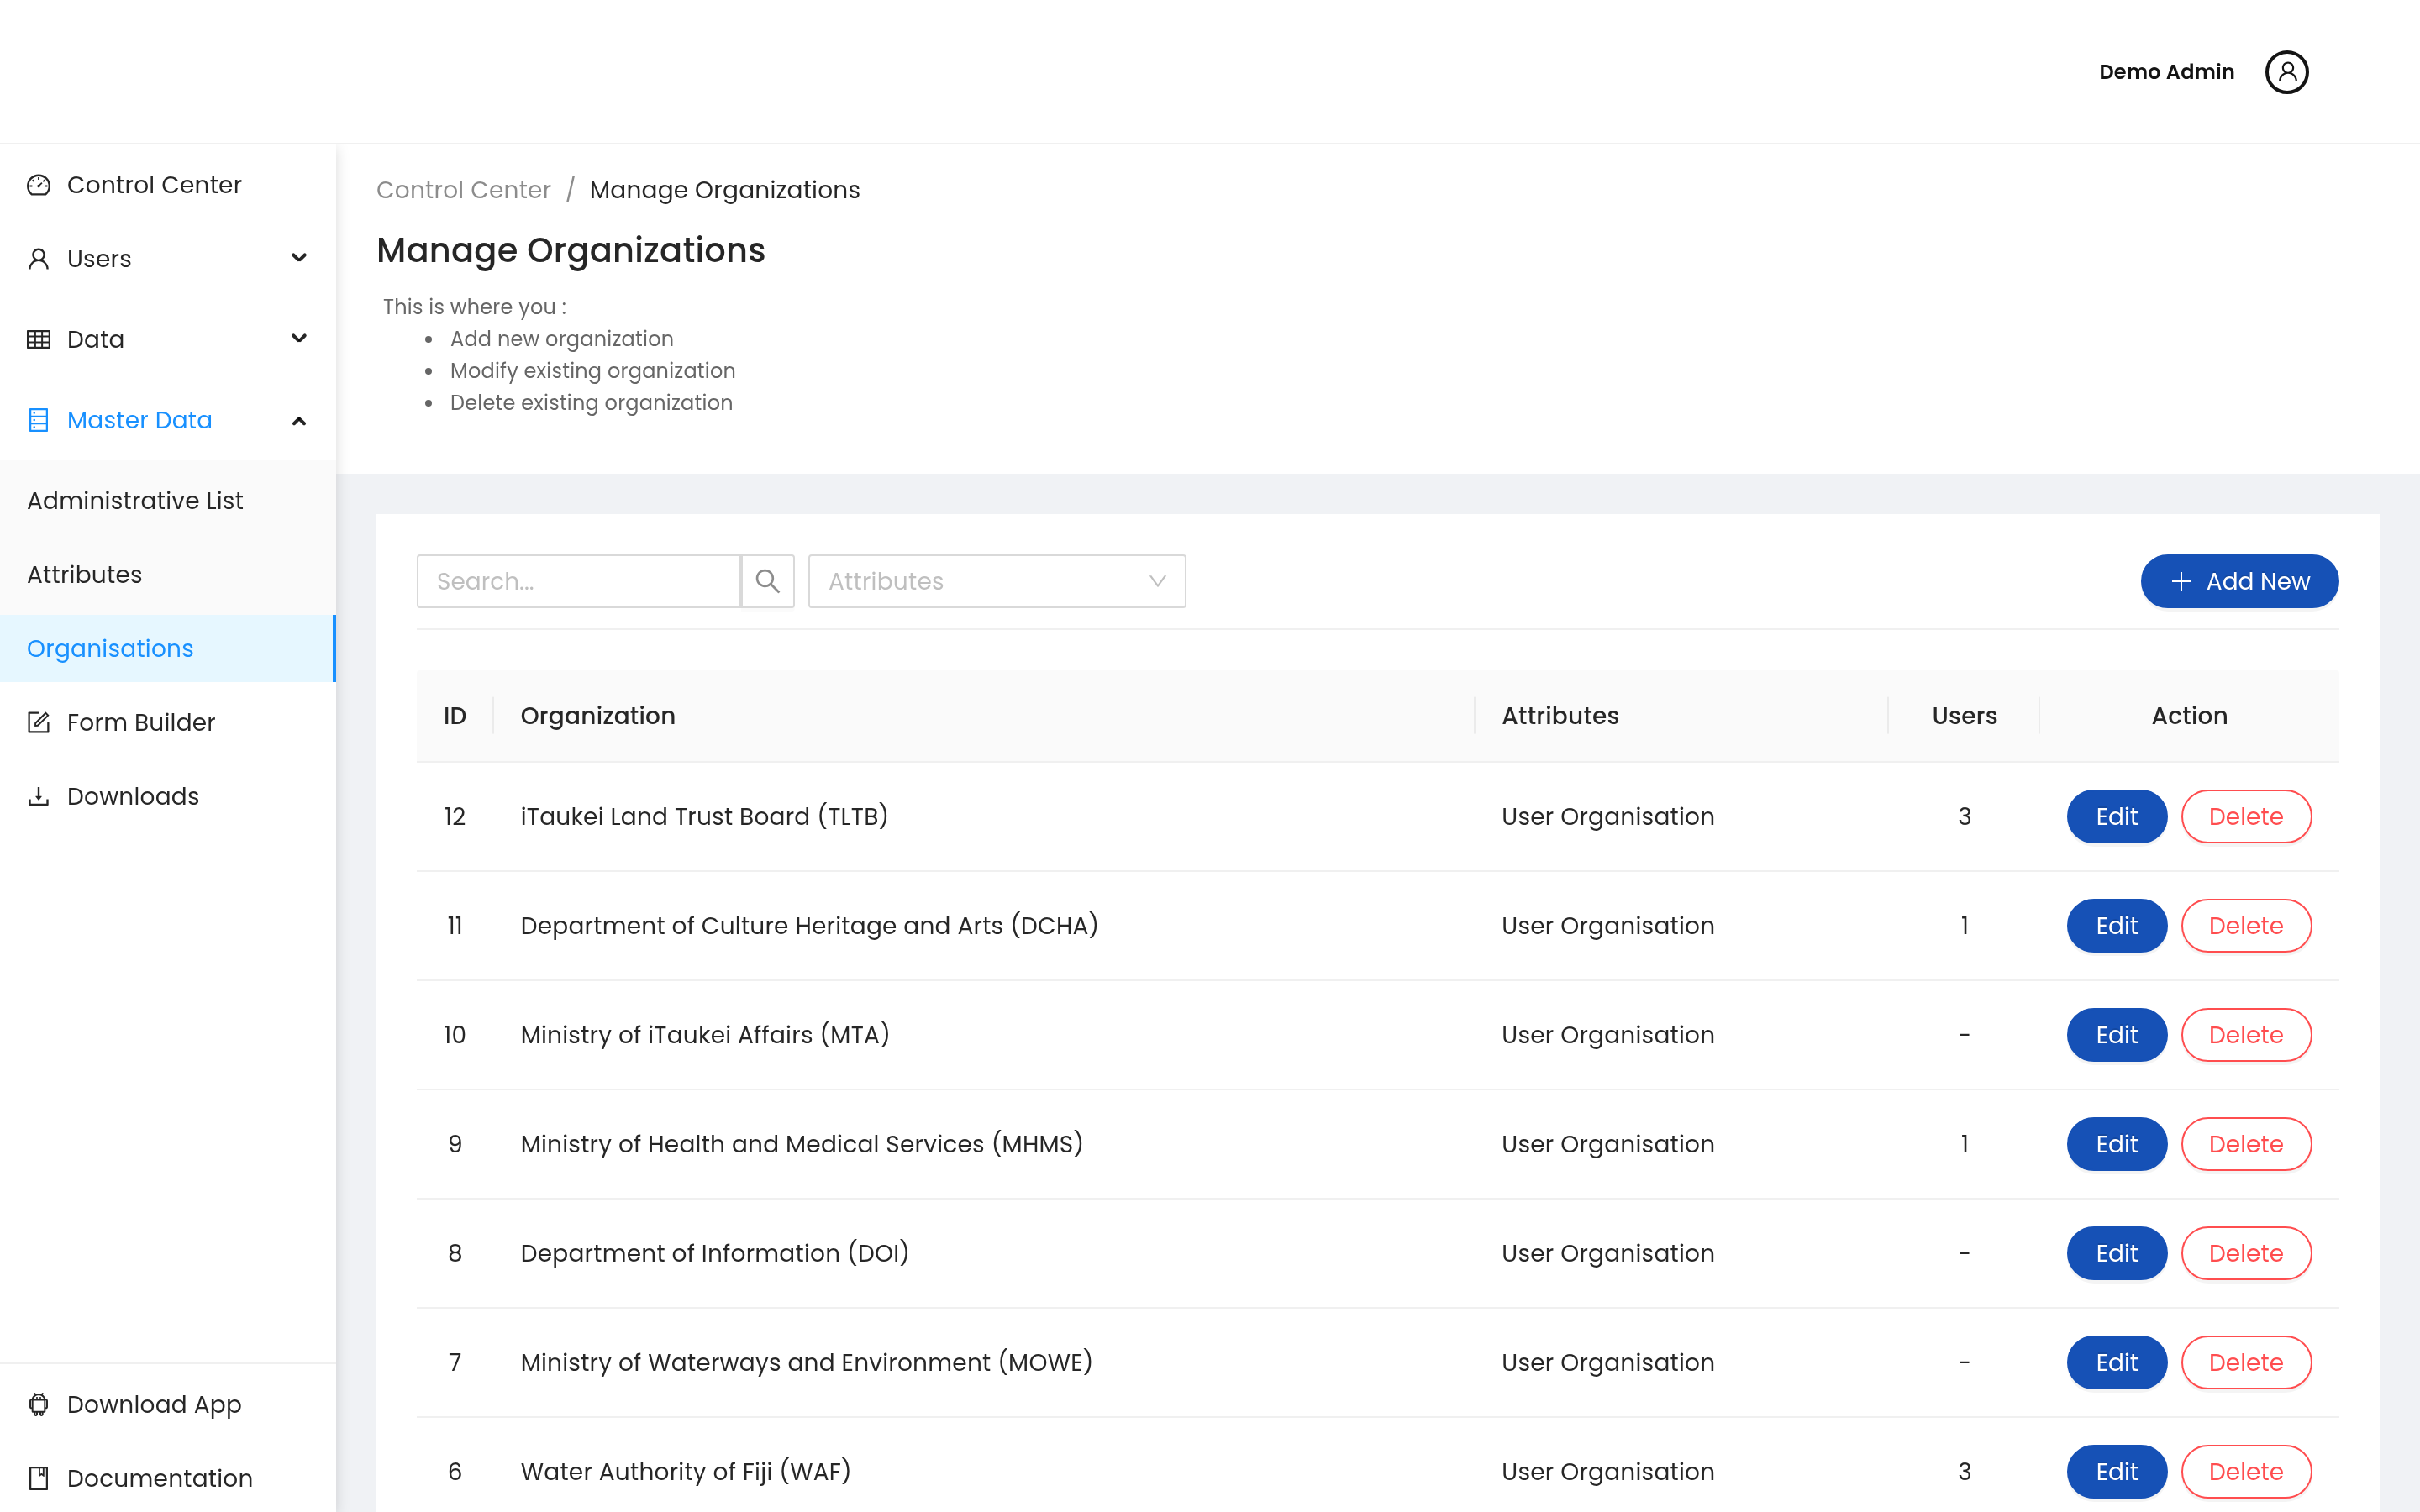 Demo Admin
Control Center
Users
Data
Master Data
Administrative List
Attributes
Organisations
Form Builder
Downloads
Download App
Documentation
Control Center / Manage Organizations
Manage Organizations
This is where you :
• Add new organization
• Modify existing organization
• Delete existing organization
Search... Attributes + Add New
ID Organization Attributes Users Action
12 iTaukei Land Trust Board (TLTB) User Organisation 3 Edit Delete
11 Department of Culture Heritage and Arts (DCHA) User Organisation 1 Edit Delete
10 Ministry of iTaukei Affairs (MTA) User Organisation - Edit Delete
9 Ministry of Health and Medical Services (MHMS) User Organisation 1 Edit Delete
8 Department of Information (DOI) User Organisation - Edit Delete
7 Ministry of Waterways and Environment (MOWE) User Organisation - Edit Delete
6 Water Authority of Fiji (WAF) User Organisation 3 Edit Delete